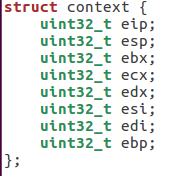 struct context {
    uint32_t eip;
    uint32_t esp;
    uint32_t ebx;
    uint32_t ecx;
    uint32_t edx;
    uint32_t esi;
    uint32_t edi;
    uint32_t ebp;
};